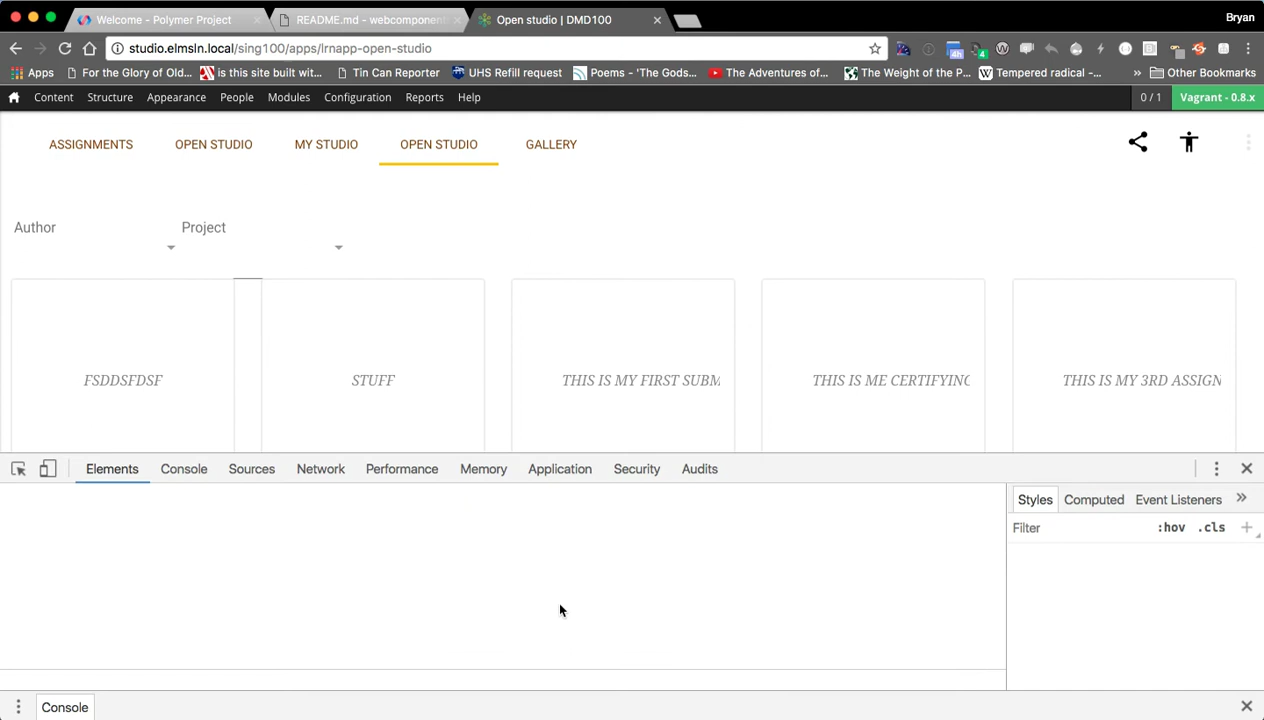 Bryan
Welcome - Polymer Project
README.md - webcomponent
Open studio | DMD100
studio.elmsln.local/sing100/apps/lrnapp-open-studio
Apps
For the Glory of Old...
is this site built wit...
Tin Can Reporter
UHS Refill request
Poems - 'The Gods...
The Adventures of...
The Weight of the P...
Tempered radical -...
»
Other Bookmarks
Content
Structure
Appearance
People
Modules
Configuration
Reports
Help
0 / 1
Vagrant - 0.8.x
ASSIGNMENTS
OPEN STUDIO
MY STUDIO
OPEN STUDIO
GALLERY
Author
Project
FSDDSFDSF
STUFF
THIS IS MY FIRST SUBM
THIS IS ME CERTIFYING
THIS IS MY 3RD ASSIGN
Elements
Console
Sources
Network
Performance
Memory
Application
Security
Audits
Styles
Computed
Event Listeners
»
Filter
:hov
.cls
Console